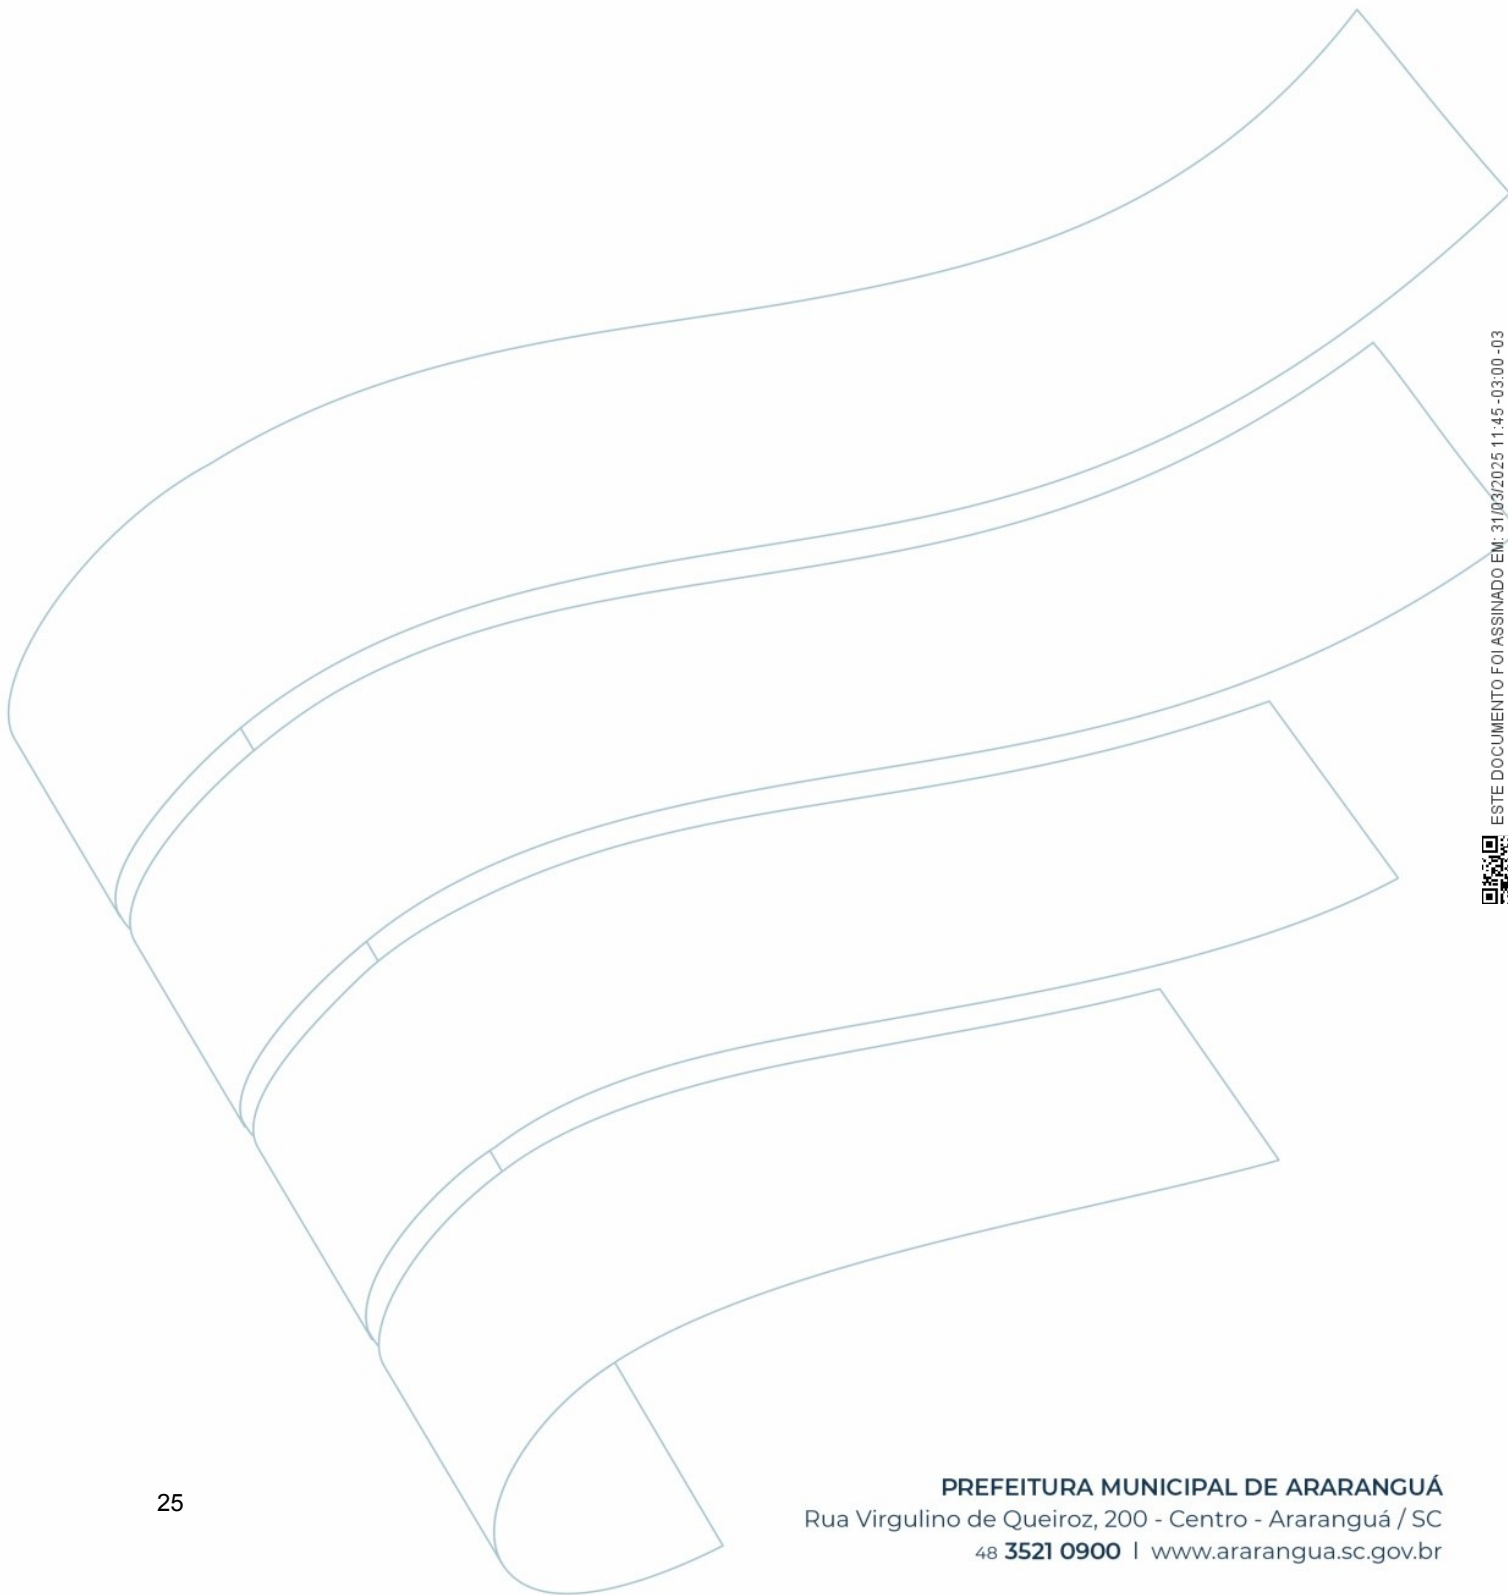 ESTE DOCUMENTO FOI ASSINADO EM: 31/03/2025 11:45 -03:00 -03
25
PREFEITURA MUNICIPAL DE ARARANGUÁ
Rua Virgulino de Queiroz, 200 - Centro - Araranguá / SC
48 3521 0900 | www.ararangua.sc.gov.br